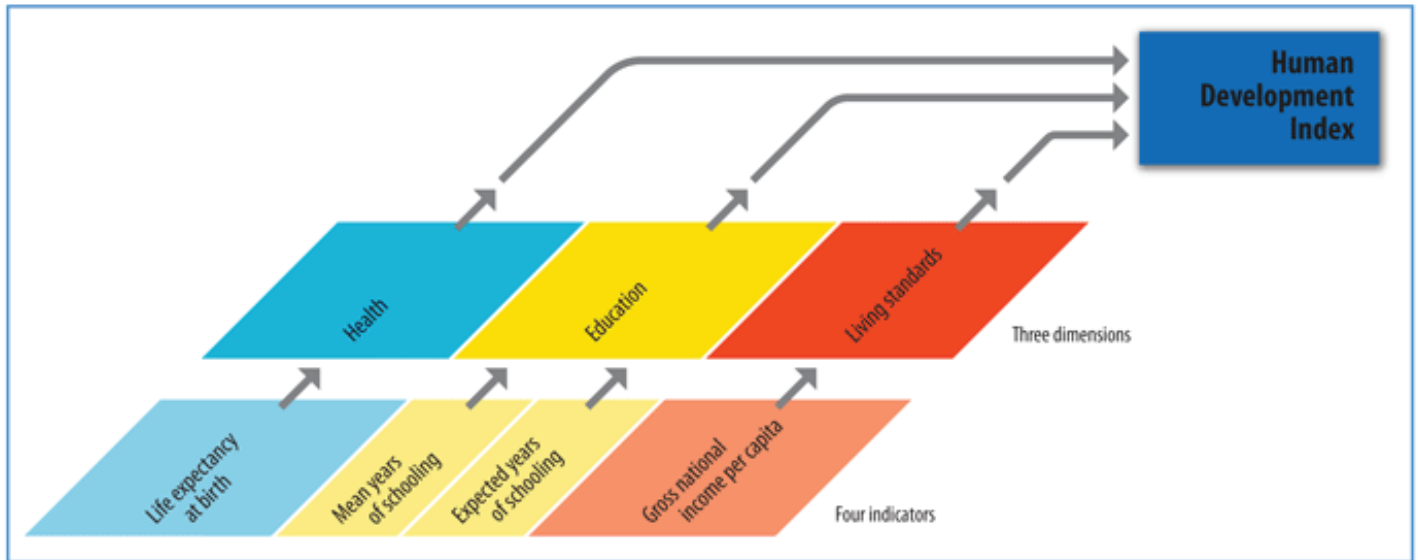 Human
Development
Index
Health
Education
Living standards
Three dimensions
Life expectancy
at birth
Mean years
of schooling
Expected years
of schooling
Gross national
income per capita
Four indicators